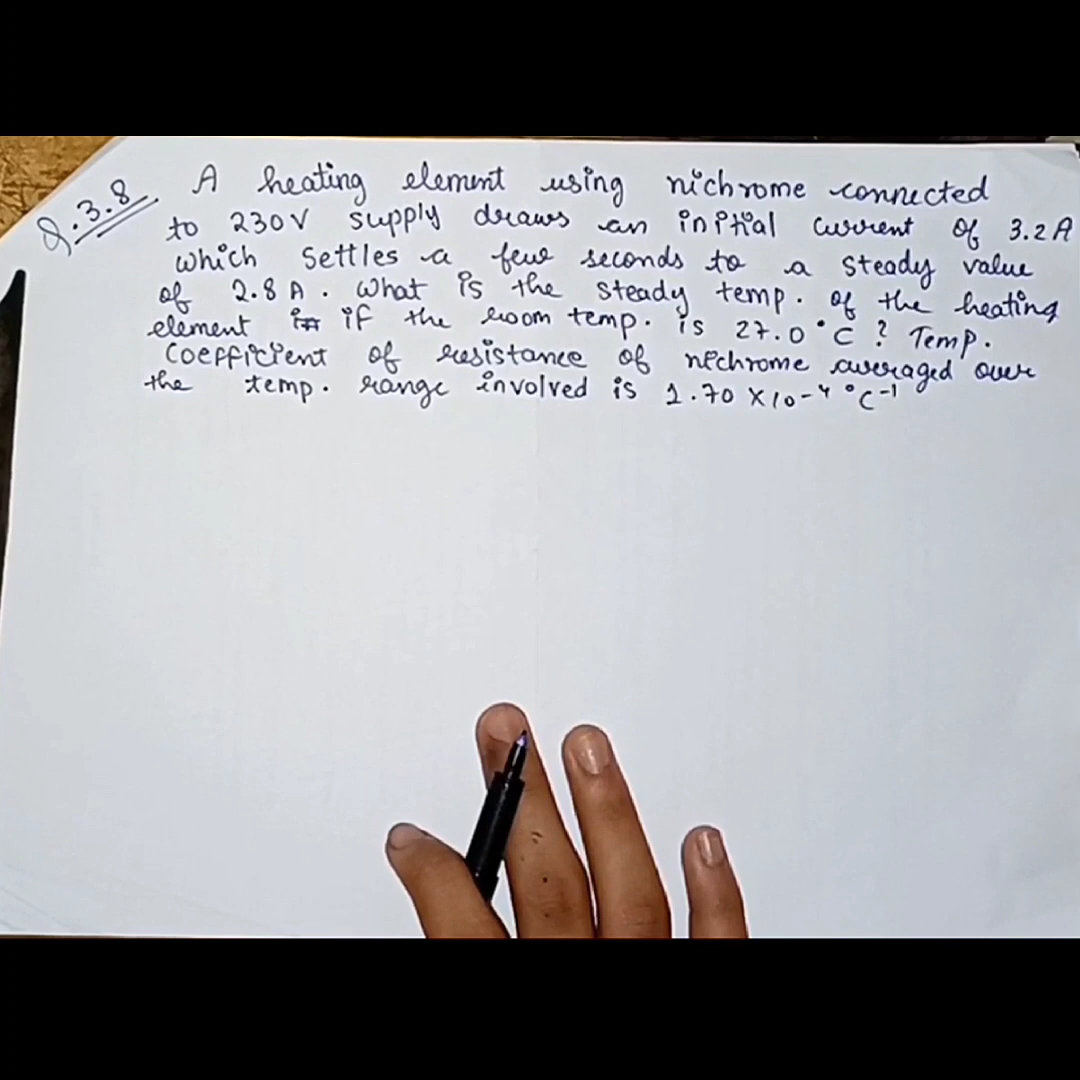 Q.3.8 A heating element using nichrome connected
to 230V supply draws an initial current of 3.2A
which settles a few seconds to a steady value
of 2.8 A. What is the steady temp. of the heating
element if the room temp. is 27.0 °C ? Temp.
Coefficient of resistance of nichrome averaged over
the temp. range involved is 1.70 X10-4 °C-1